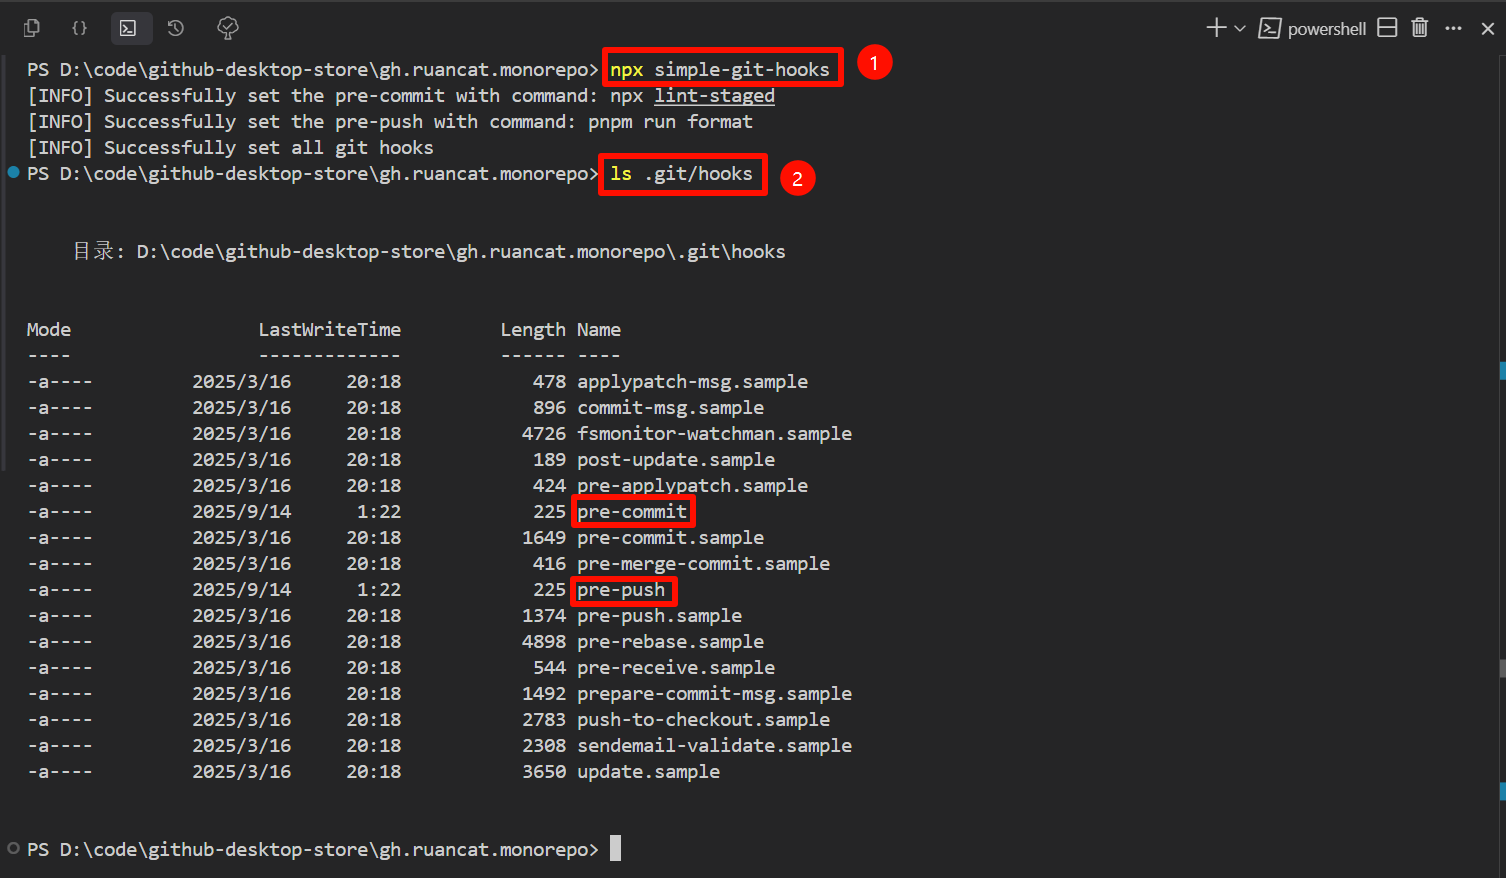 powershell
PS D:\code\github-desktop-store\gh.ruancat.monorepo> npx simple-git-hooks 1
[INFO] Successfully set the pre-commit with command: npx lint-staged
[INFO] Successfully set the pre-push with command: pnpm run format
[INFO] Successfully set all git hooks
PS D:\code\github-desktop-store\gh.ruancat.monorepo> ls .git/hooks 2
目录: D:\code\github-desktop-store\gh.ruancat.monorepo\.git\hooks
Mode LastWriteTime Length Name
---- ------------- ------ ----
-a---- 2025/3/16 20:18 478 applypatch-msg.sample
-a---- 2025/3/16 20:18 896 commit-msg.sample
-a---- 2025/3/16 20:18 4726 fsmonitor-watchman.sample
-a---- 2025/3/16 20:18 189 post-update.sample
-a---- 2025/3/16 20:18 424 pre-applypatch.sample
-a---- 2025/9/14 1:22 225 pre-commit
-a---- 2025/3/16 20:18 1649 pre-commit.sample
-a---- 2025/3/16 20:18 416 pre-merge-commit.sample
-a---- 2025/9/14 1:22 225 pre-push
-a---- 2025/3/16 20:18 1374 pre-push.sample
-a---- 2025/3/16 20:18 4898 pre-rebase.sample
-a---- 2025/3/16 20:18 544 pre-receive.sample
-a---- 2025/3/16 20:18 1492 prepare-commit-msg.sample
-a---- 2025/3/16 20:18 2783 push-to-checkout.sample
-a---- 2025/3/16 20:18 2308 sendemail-validate.sample
-a---- 2025/3/16 20:18 3650 update.sample
PS D:\code\github-desktop-store\gh.ruancat.monorepo>